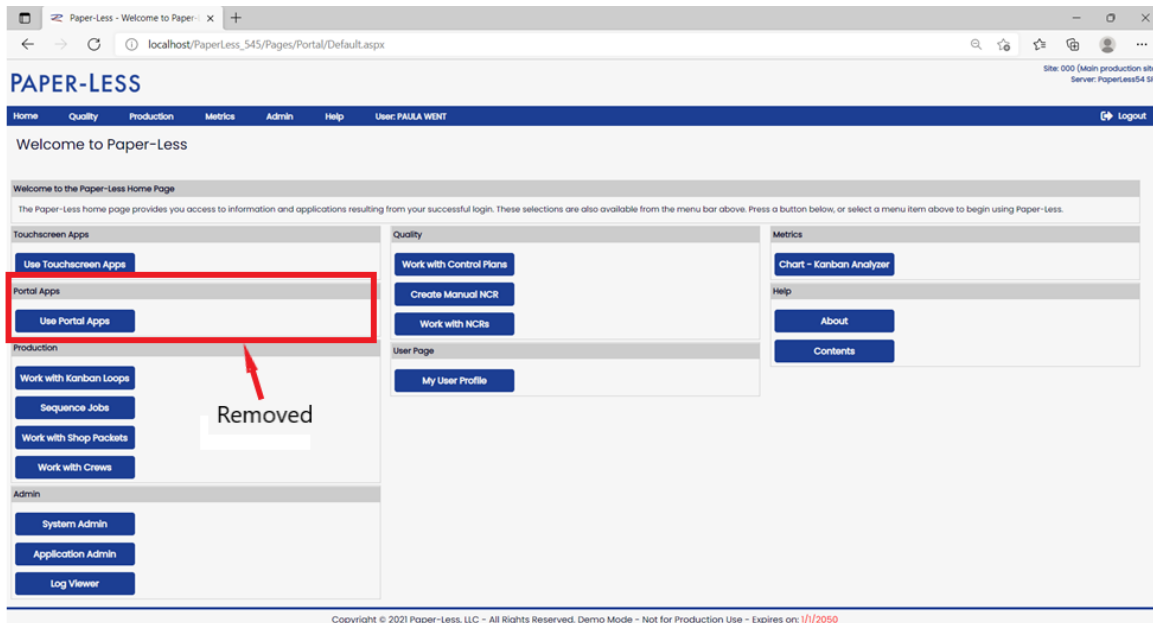 Paper-Less - Welcome to Paper-
localhost/PaperLess_545/Pages/Portal/Default.aspx
Site: 000 (Main production site
Server: PaperLess54 SP
PAPER-LESS
Home Quality Production Metrics Admin Help User: PAULA WENT Logout
Welcome to Paper-Less
Welcome to the Paper-Less Home Page
The Paper-Less home page provides you access to information and applications resulting from your successful login. These selections are also available from the menu bar above. Press a button below, or select a menu item above to begin using Paper-Less.
Touchscreen Apps
Use Touchscreen Apps
Portal Apps
Use Portal Apps
Removed
Production
Work with Kanban Loops
Sequence Jobs
Work with Shop Packets
Work with Crews
Admin
System Admin
Application Admin
Log Viewer
Quality
Work with Control Plans
Create Manual NCR
Work with NCRs
User Page
My User Profile
Metrics
Chart - Kanban Analyzer
Help
About
Contents
Copyright © 2021 Paper-Less, LLC - All Rights Reserved. Demo Mode - Not for Production Use - Expires on: 1/1/2050